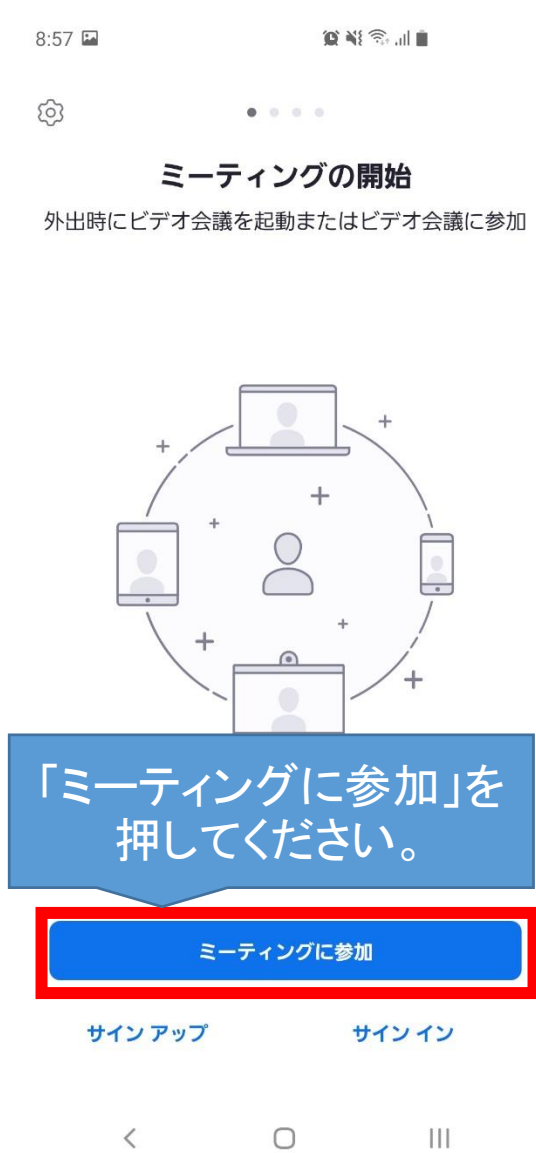 8:57
ミーティングの開始
外出時にビデオ会議を起動またはビデオ会議に参加
「ミーティングに参加」を
押してください。
ミーティングに参加
サイン アップ
サイン イン